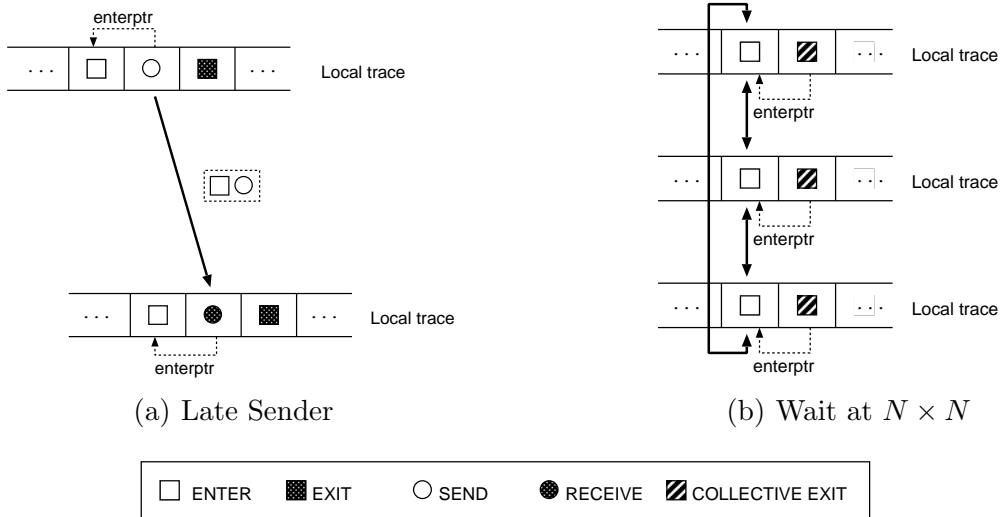 enterptr
· · · · · · Local trace
· · · · · · Local trace
enterptr
(a) Late Sender
· · · · · · Local trace
enterptr
· · · · · · Local trace
enterptr
· · · · · · Local trace
enterptr
(b) Wait at N × N
ENTER EXIT SEND RECEIVE COLLECTIVE EXIT